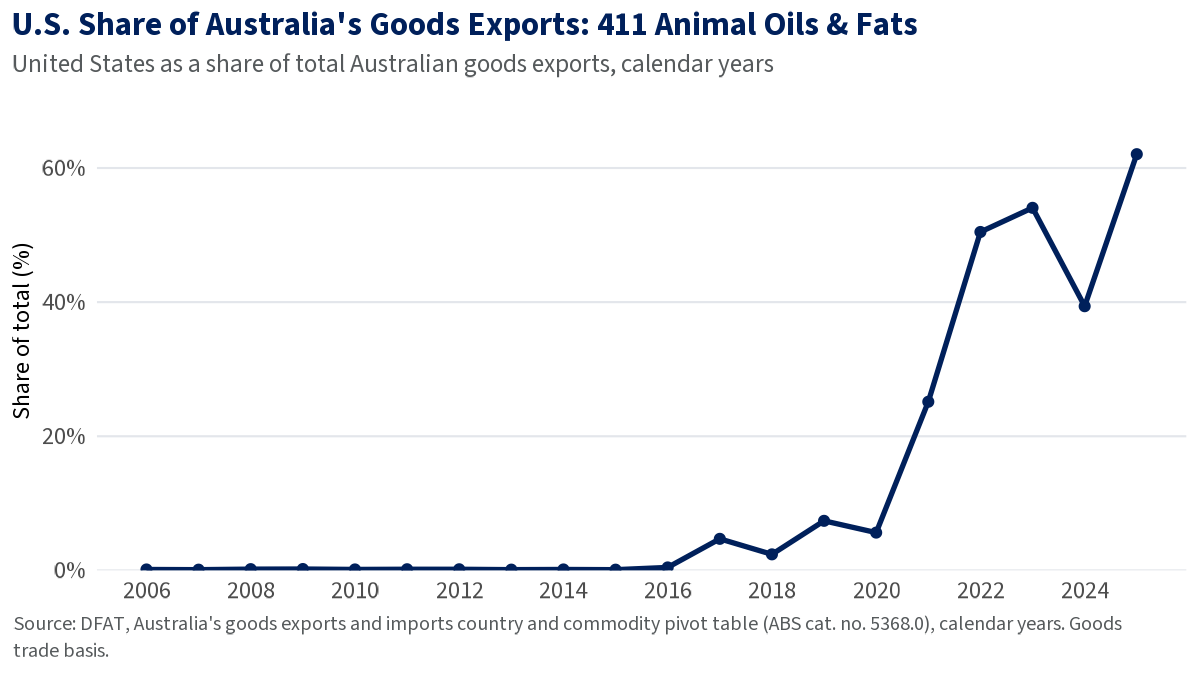 U.S. Share of Australia's Goods Exports: 411 Animal Oils & Fats
United States as a share of total Australian goods exports, calendar years
Share of total (%)
60%
40%
20%
0%
2006 2008 2010 2012 2014 2016 2018 2020 2022 2024
Source: DFAT, Australia's goods exports and imports country and commodity pivot table (ABS cat. no. 5368.0), calendar years. Goods
trade basis.